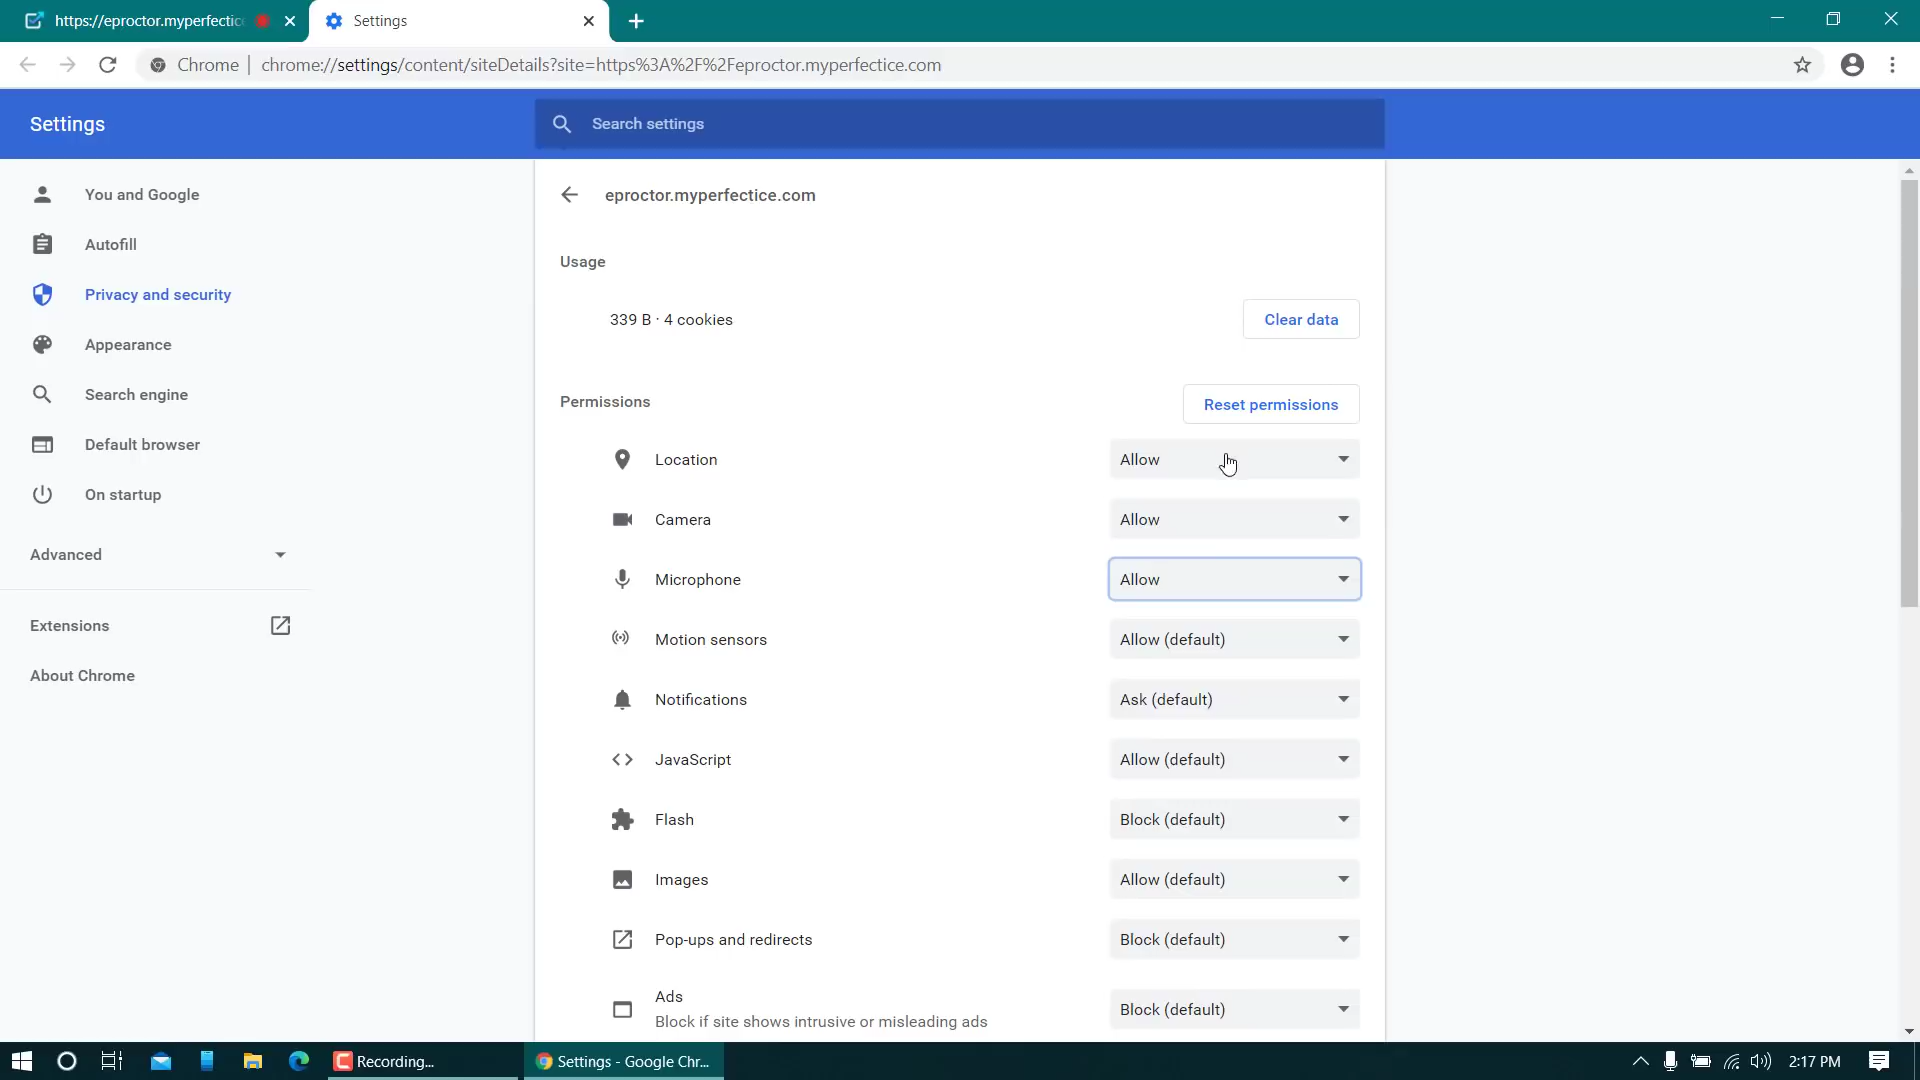 https://eproctor.myperfectice
Settings
Chrome | chrome://settings/content/siteDetails?site=https%3A%2F%2Feproctor.myperfectice.com
Settings
Search settings
You and Google
Autofill
Privacy and security
Appearance
Search engine
Default browser
On startup
Advanced
Extensions
About Chrome
eproctor.myperfectice.com
Usage
339 B · 4 cookies
Clear data
Permissions
Reset permissions
Location
Allow
Camera
Allow
Microphone
Allow
Motion sensors
Allow (default)
Notifications
Ask (default)
JavaScript
Allow (default)
Flash
Block (default)
Images
Allow (default)
Pop-ups and redirects
Block (default)
Ads
Block if site shows intrusive or misleading ads
Block (default)
Recording...
Settings - Google Chr...
2:17 PM